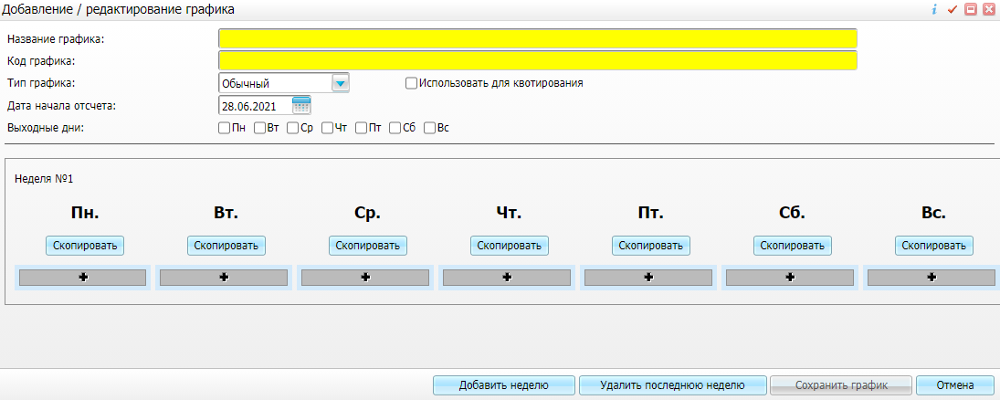 Добавление / редактирование графика
Название графика:
Код графика:
Тип графика: Обычный Использовать для квотирования
Дата начала отсчета: 28.06.2021
Выходные дни: Пн Вт Ср Чт Пт Сб Вс
Неделя №1
Пн. Вт. Ср. Чт. Пт. Сб. Вс.
Скопировать Скопировать Скопировать Скопировать Скопировать Скопировать Скопировать
Добавить неделю Удалить последнюю неделю Сохранить график Отмена